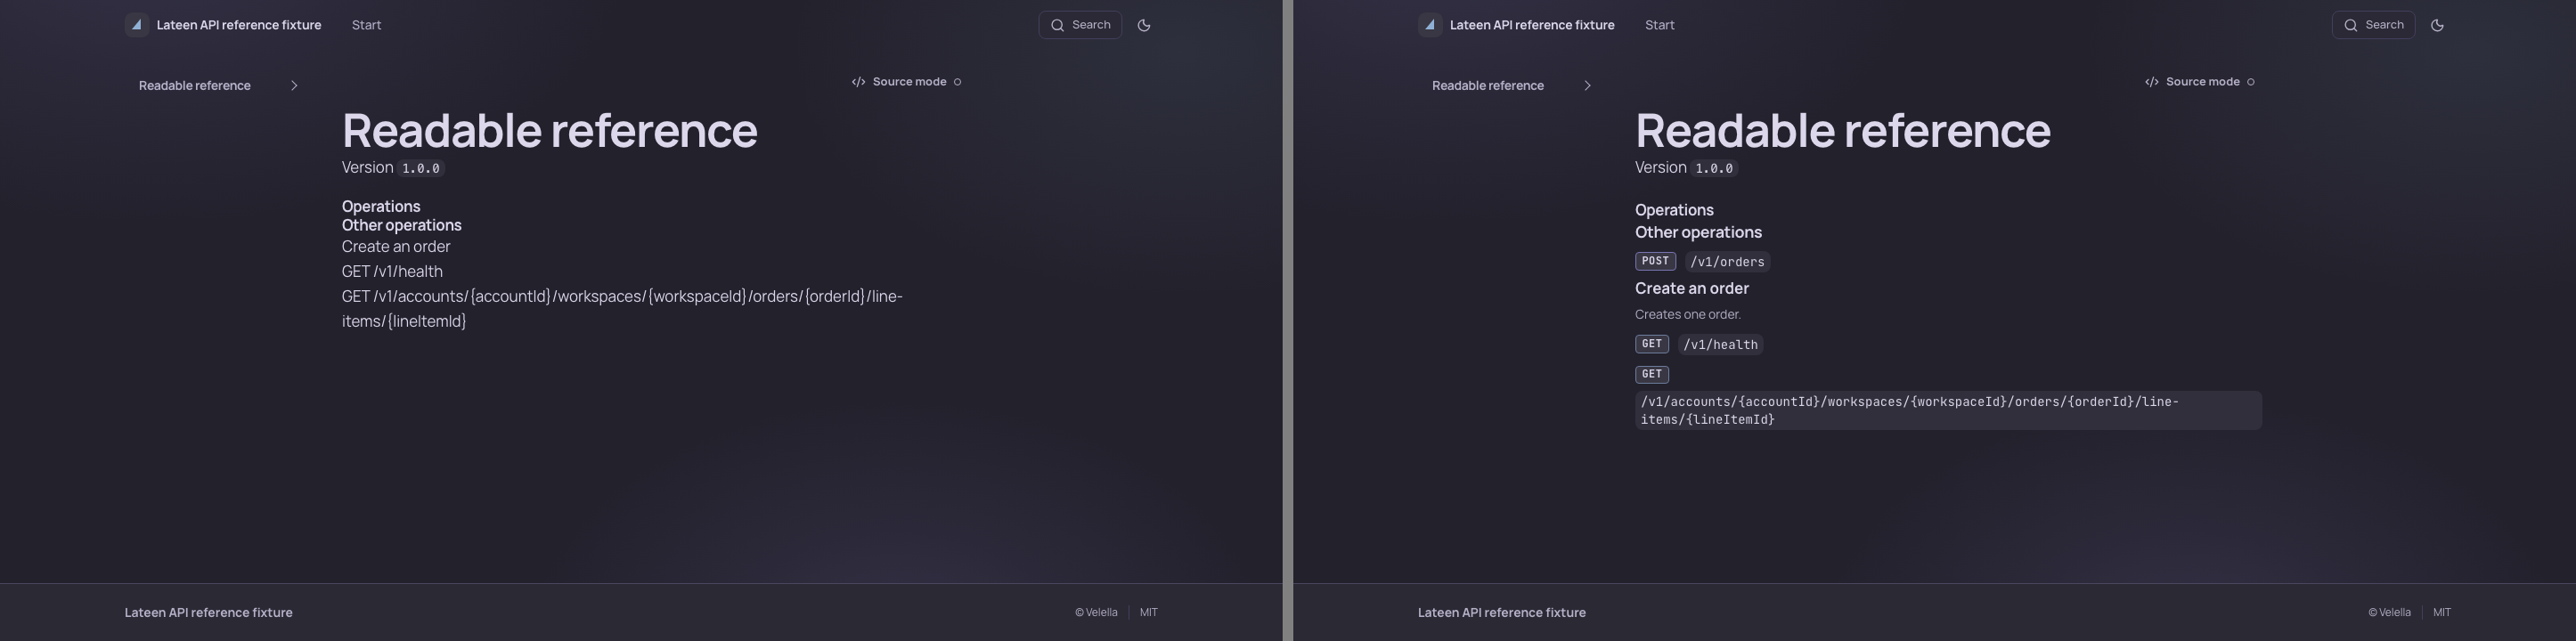 Lateen API reference fixture Start Search
Readable reference
Source mode
Readable reference
Version 1.0.0
Operations
Other operations
Create an order
GET /v1/health
GET /v1/accounts/{accountId}/workspaces/{workspaceId}/orders/{orderId}/line-
items/{lineItemId}
Lateen API reference fixture © Velella MIT
Lateen API reference fixture Start Search
Readable reference
Source mode
Readable reference
Version 1.0.0
Operations
Other operations
POST /v1/orders
Create an order
Creates one order.
GET /v1/health
GET
/v1/accounts/{accountId}/workspaces/{workspaceId}/orders/{orderId}/line-
items/{lineItemId}
Lateen API reference fixture © Velella MIT